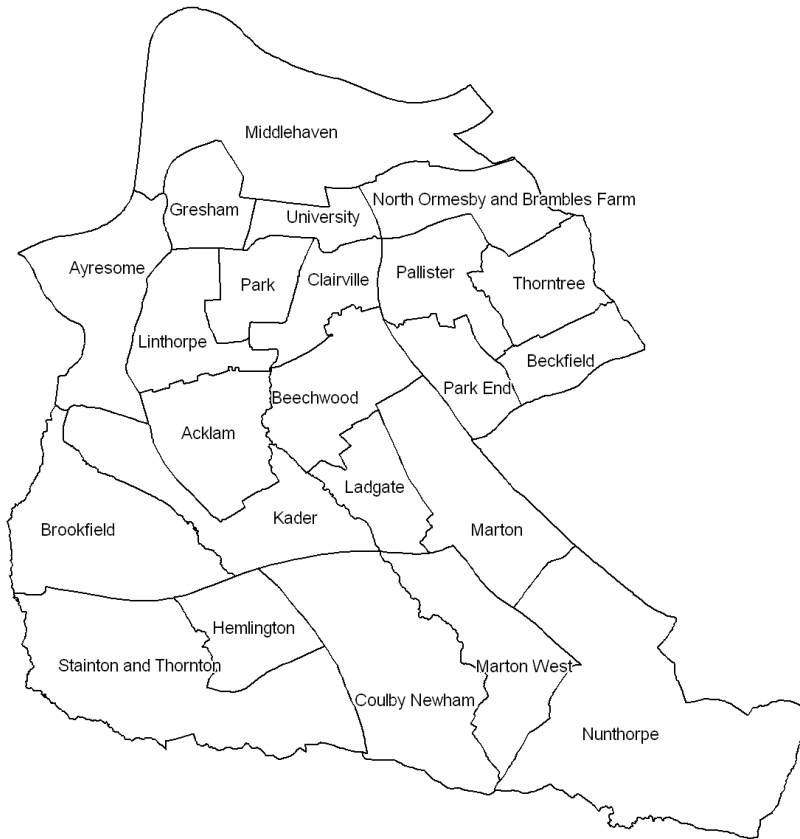 Middlehaven
North Ormesby and Brambles Farm
Gresham
University
Ayresome
Park
Clairville
Pallister
Thorntree
Linthorpe
Beckfield
Park End
Beechwood
Acklam
Ladgate
Kader
Brookfield
Marton
Hemlington
Stainton and Thornton
Marton West
Coulby Newham
Nunthorpe